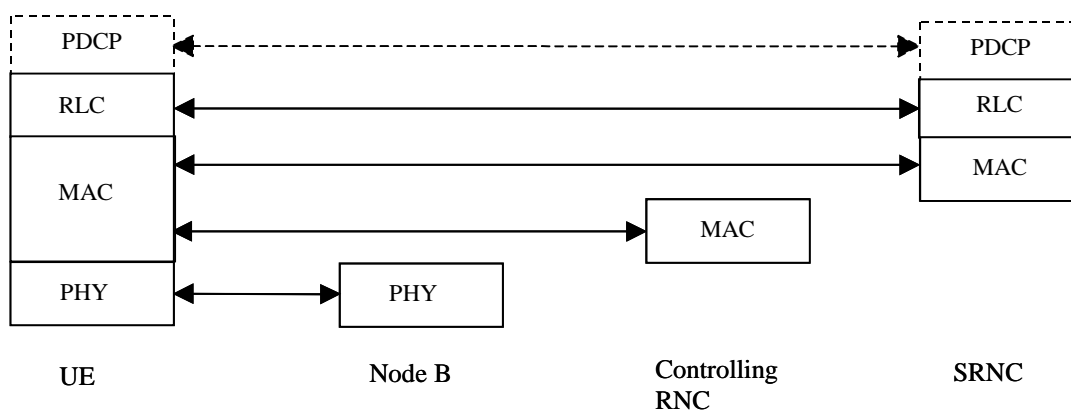 PDCP
PDCP
RLC
RLC
MAC
MAC
MAC
PHY
PHY
UE
Node B
Controlling
RNC
SRNC